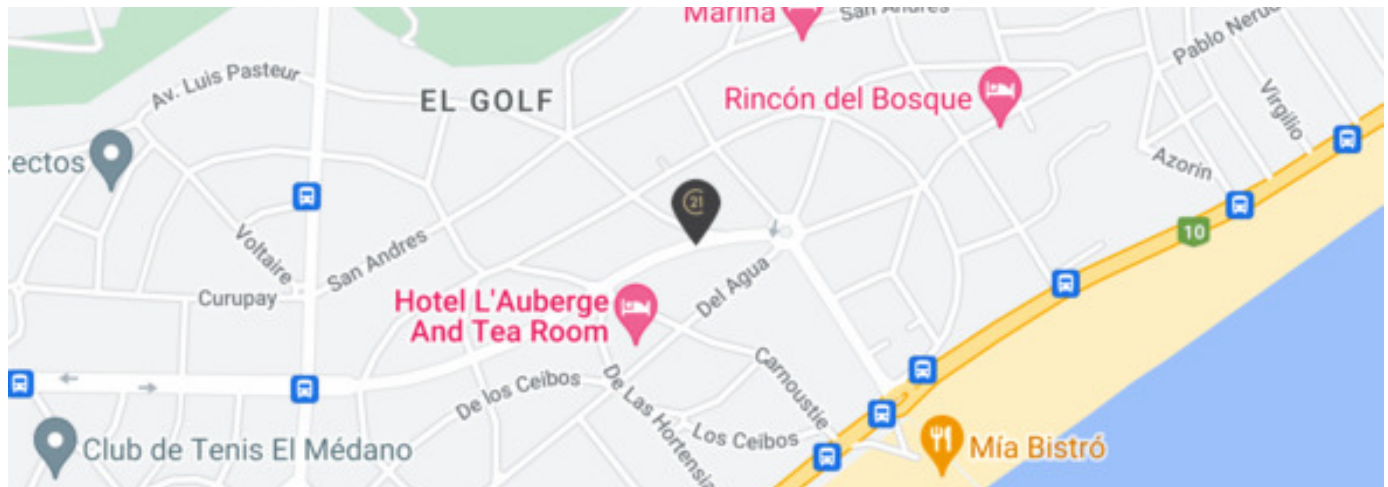 Marina
San Andres
Pablo Nerud
Av. Luis Pasteur
EL GOLF
Rincón del Bosque
Virgilio
ectos
Azorin
21
Voltaire
San Andres
10
Curupay
Hotel L'Auberge
And Tea Room
Del Agua
De los Ceibos
De Las Hortensia
Carnoustie
Los Ceibos
Club de Tenis El Médano
Mía Bistró